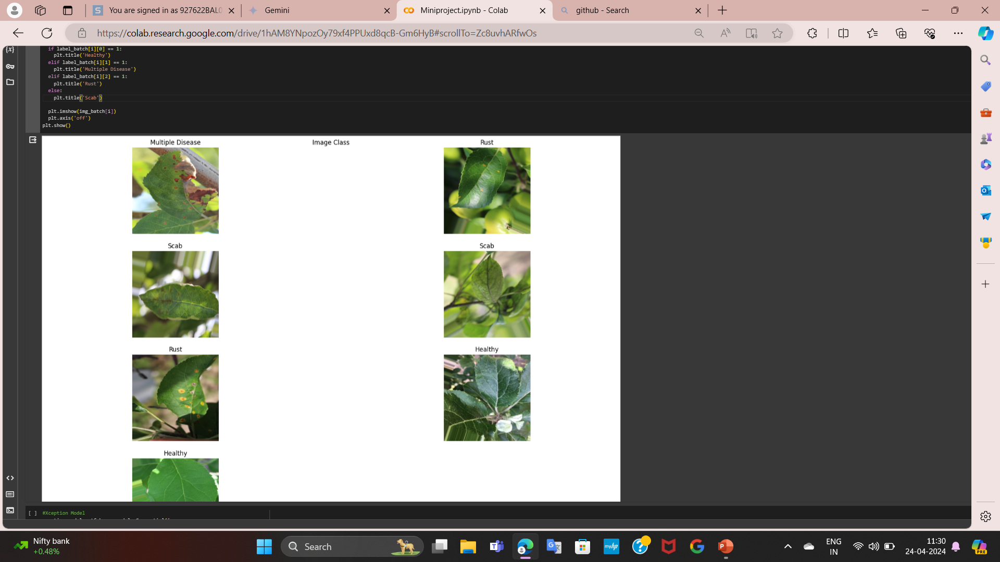 You are signed in as 927622BAL0
Gemini
Miniproject.ipynb - Colab
github - Search
https://colab.research.google.com/drive/1hAM8YNpozOy79xf4PPUxd8qcB-Gm6HyB#scrollTo=Zc8uvhARfwOs
{x}
if label_batch[i][0] == 1:
plt.title('Healthy')
elif label_batch[i][1] == 1:
plt.title('Multiple Disease')
elif label_batch[i][2] == 1:
plt.title('Rust')
else:
plt.title('Scab')
plt.imshow(img_batch[i])
plt.axis('off')
plt.show()
Multiple Disease
Image Class
Rust
Scab
Scab
Rust
Healthy
Healthy
[ ] #Xception Model
Nifty bank
+0.48%
Search
myhp
ENG
IN
11:30
24-04-2024
PRE